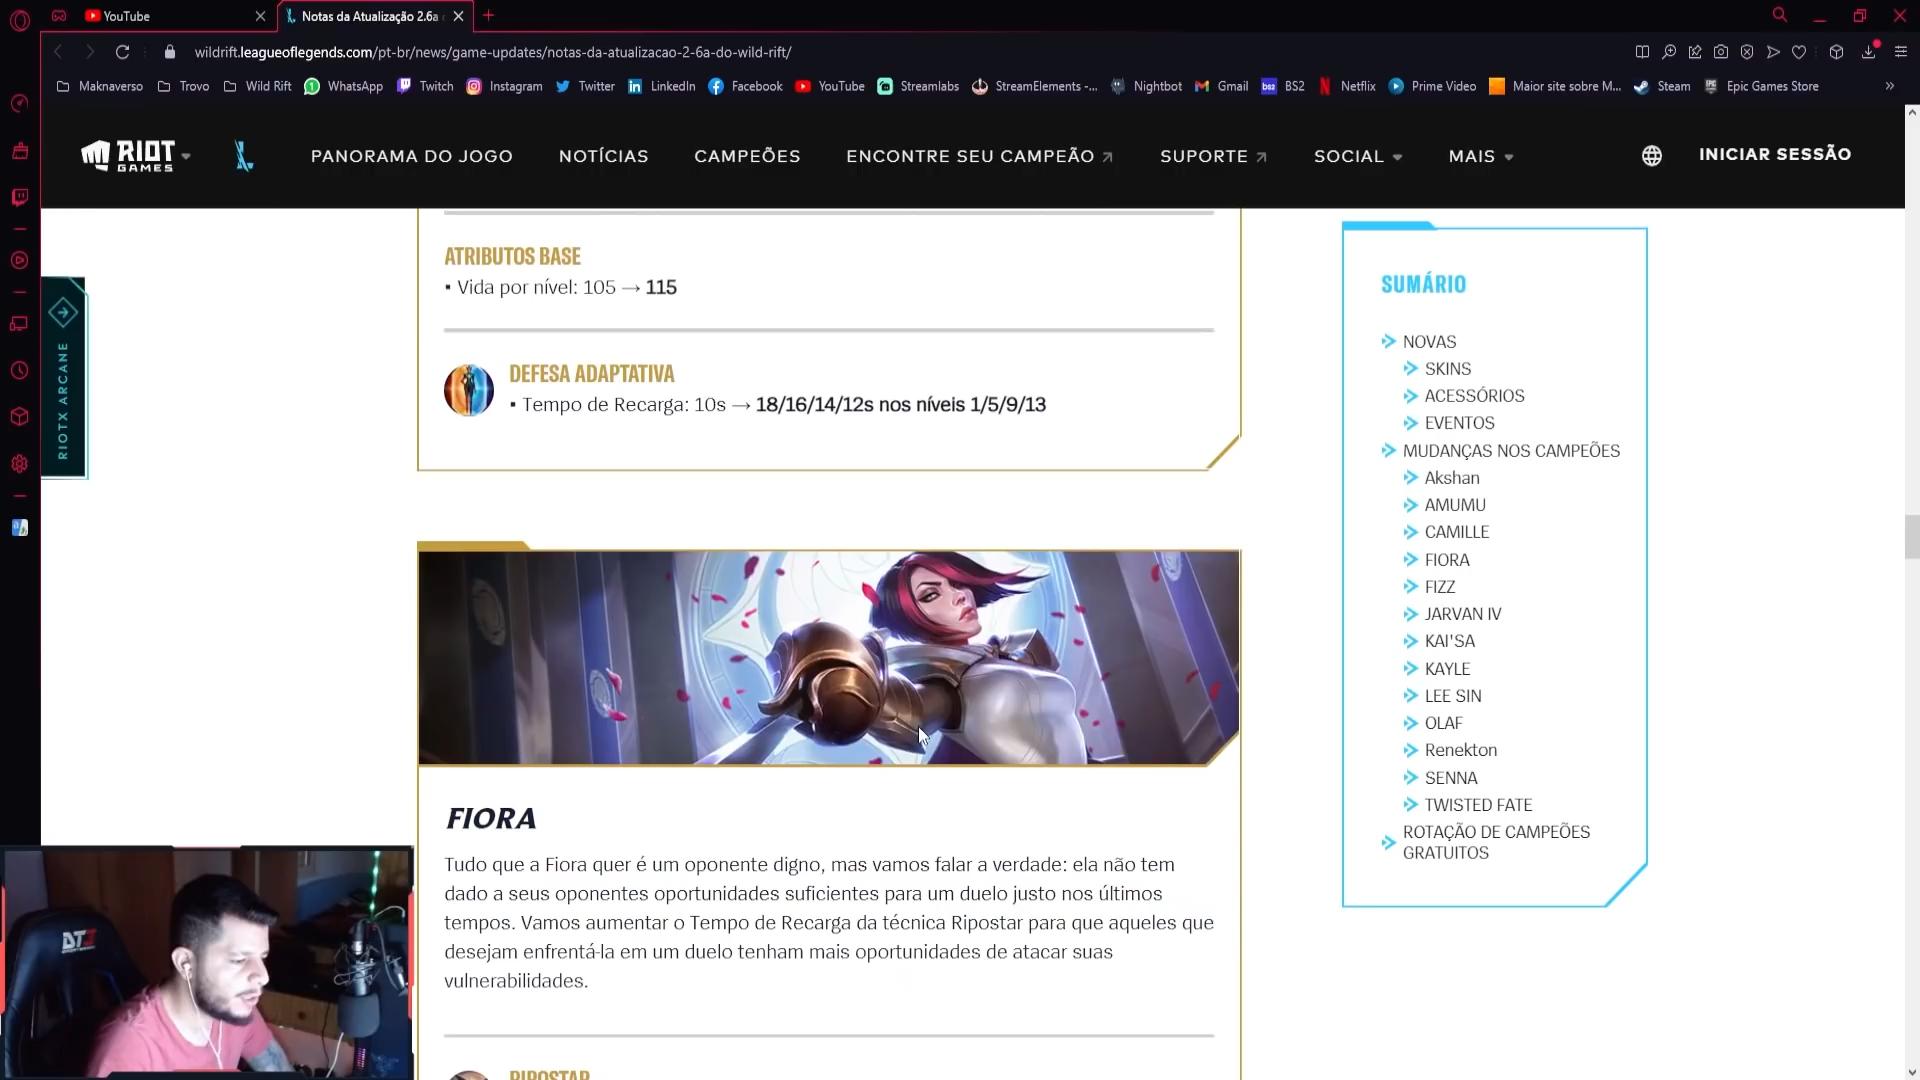 YouTube
Notas da Atualização 2.6a
wildrift.leagueoflegends.com/pt-br/news/game-updates/notas-da-atualizacao-2-6a-do-wild-rift/
Maknaverso Trovo Wild Rift WhatsApp Twitch Instagram Twitter LinkedIn Facebook YouTube Streamlabs StreamElements -... Nightbot Gmail BS2 Netflix Prime Video Maior site sobre M... Steam Epic Games Store
RIOT GAMES PANORAMA DO JOGO NOTÍCIAS CAMPEÕES ENCONTRE SEU CAMPEÃO SUPORTE SOCIAL MAIS INICIAR SESSÃO
RIOTX ARCANE
ATRIBUTOS BASE
• Vida por nível: 105 → 115
DEFESA ADAPTATIVA
• Tempo de Recarga: 10s → 18/16/14/12s nos níveis 1/5/9/13
FIORA
Tudo que a Fiora quer é um oponente digno, mas vamos falar a verdade: ela não tem
dado a seus oponentes oportunidades suficientes para um duelo justo nos últimos
tempos. Vamos aumentar o Tempo de Recarga da técnica Ripostar para que aqueles que
desejam enfrentá-la em um duelo tenham mais oportunidades de atacar suas
vulnerabilidades.
RIPOSTAR
SUMÁRIO
NOVAS
SKINS
ACESSÓRIOS
EVENTOS
MUDANÇAS NOS CAMPEÕES
Akshan
AMUMU
CAMILLE
FIORA
FIZZ
JARVAN IV
KAI'SA
KAYLE
LEE SIN
OLAF
Renekton
SENNA
TWISTED FATE
ROTAÇÃO DE CAMPEÕES
GRATUITOS
DT3